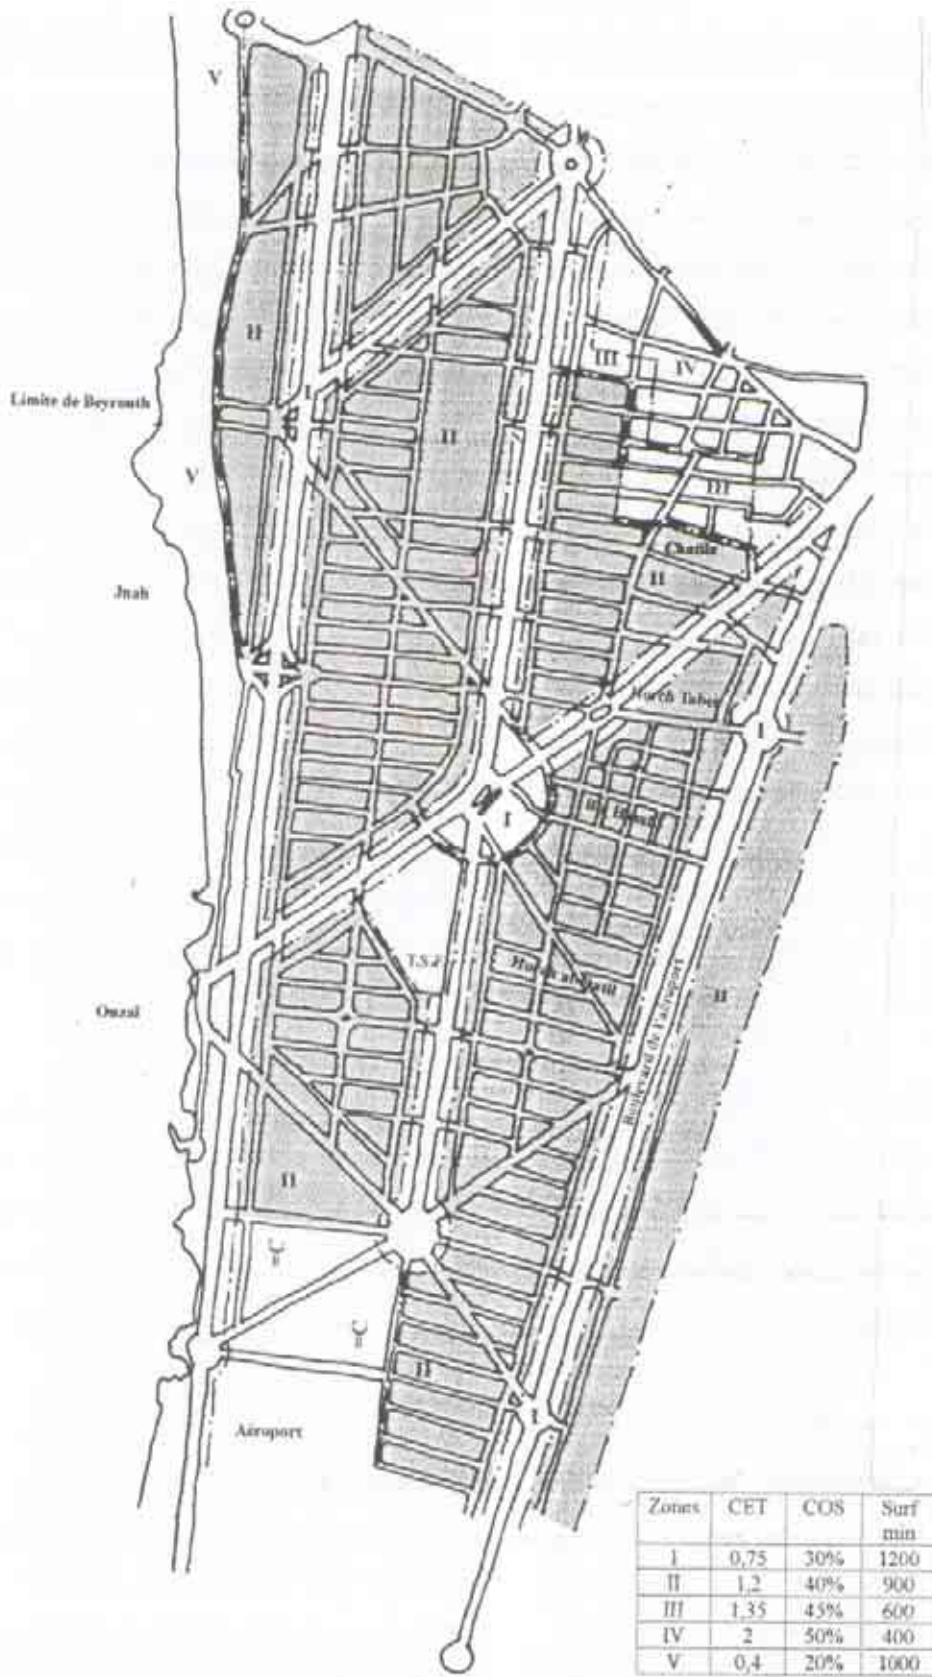 V
II
I
III
IV
Limite de Beyrouth
II
V
III
Chatila
Jnah
II
Horch Tabet
I
I
T.S.F
II
Ouzai
Boulevard de l'aéroport
II
II
I
Aéroport
Zones CET COS Surf min
I 0,75 30% 1200
II 1,2 40% 900
III 1,35 45% 600
IV 2 50% 400
V 0,4 20% 1000